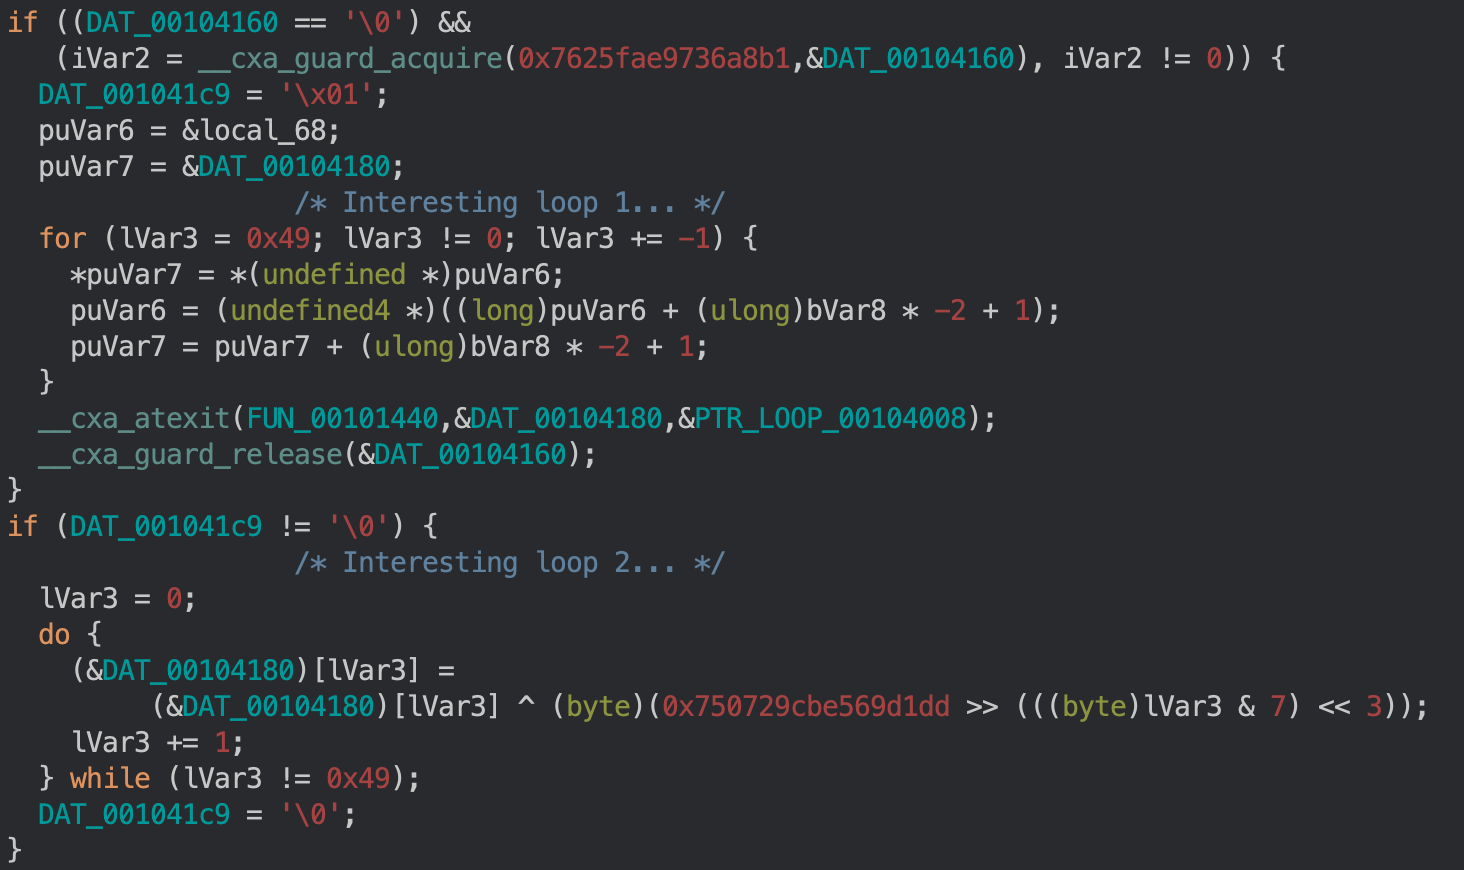 if ((DAT_00104160 == '\0') &&
(iVar2 = __cxa_guard_acquire(0x7625fae9736a8b1,&DAT_00104160), iVar2 != 0)) {
DAT_001041c9 = '\x01';
puVar6 = &local_68;
puVar7 = &DAT_00104180;
/* Interesting loop 1... */
for (lVar3 = 0x49; lVar3 != 0; lVar3 += -1) {
*puVar7 = *(undefined *)puVar6;
puVar6 = (undefined4 *)((long)puVar6 + (ulong)bVar8 * -2 + 1);
puVar7 = puVar7 + (ulong)bVar8 * -2 + 1;
}
__cxa_atexit(FUN_00101440,&DAT_00104180,&PTR_LOOP_00104008);
__cxa_guard_release(&DAT_00104160);
}
if (DAT_001041c9 != '\0') {
/* Interesting loop 2... */
lVar3 = 0;
do {
(&DAT_00104180)[lVar3] =
(&DAT_00104180)[lVar3] ^ (byte)(0x750729cbe569d1dd >> (((byte)lVar3 & 7) << 3));
lVar3 += 1;
} while (lVar3 != 0x49);
DAT_001041c9 = '\0';
}